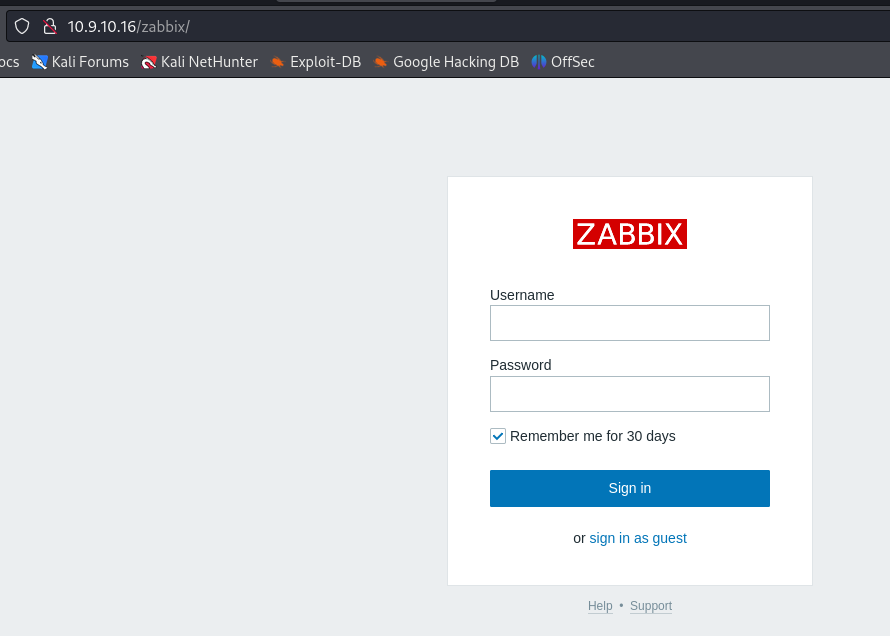 10.9.10.16/zabbix/
ocs Kali Forums Kali NetHunter Exploit-DB Google Hacking DB OffSec
ZABBIX
Username
Password
Remember me for 30 days
Sign in
or sign in as guest
Help • Support